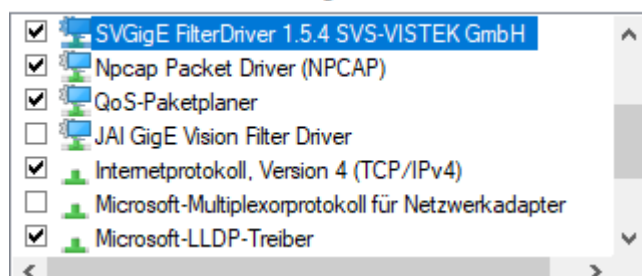 SVGigE FilterDriver 1.5.4 SVS-VISTEK GmbH
Npcap Packet Driver (NPCAP)
QoS-Paketplaner
JAI GigE Vision Filter Driver
Internetprotokoll, Version 4 (TCP/IPv4)
Microsoft-Multiplexorprotokoll für Netzwerkadapter
Microsoft-LLDP-Treiber